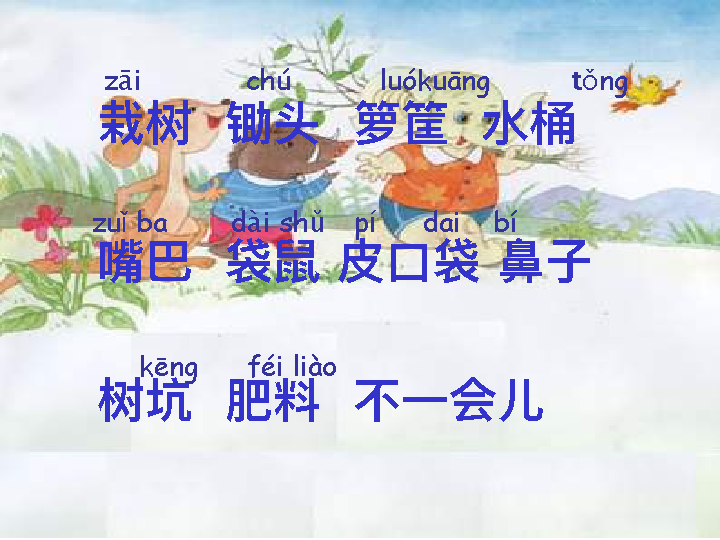 zāi chú luókuāng tǒng
栽树 锄头 箩筐 水桶
zuǐ ba dài shǔ pí dai bí
嘴巴 袋鼠 皮口袋 鼻子
kēng féi liào
树坑 肥料 不一会儿